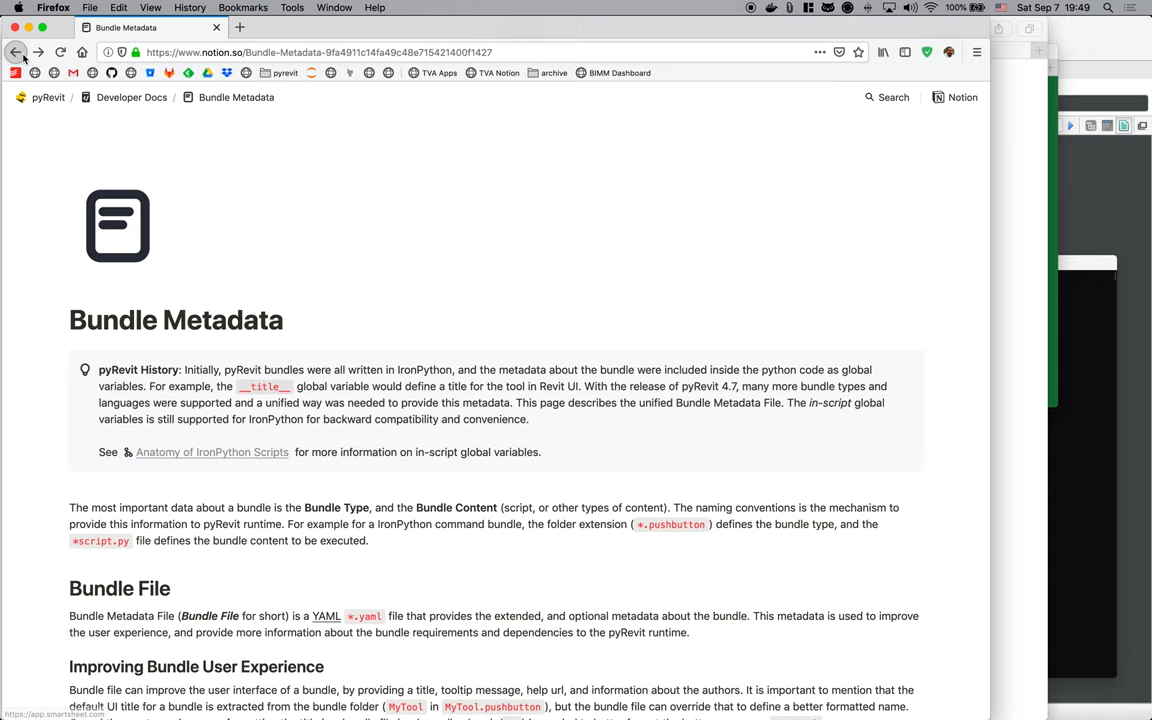 Firefox File Edit View History Bookmarks Tools Window Help 100% Sat Sep 7 19:49
Bundle Metadata
https://www.notion.so/Bundle-Metadata-9fa4911c14fa49c48e715421400f1427
pyrevit TVA Apps TVA Notion archive BIMM Dashboard
pyRevit / Developer Docs / Bundle Metadata Search Notion
Bundle Metadata
pyRevit History: Initially, pyRevit bundles were all written in IronPython, and the metadata about the bundle were included inside the python code as global
variables. For example, the __title__ global variable would define a title for the tool in Revit UI. With the release of pyRevit 4.7, many more bundle types and
languages were supported and a unified way was needed to provide this metadata. This page describes the unified Bundle Metadata File. The in-script global
variables is still supported for IronPython for backward compatibility and convenience.
See Anatomy of IronPython Scripts for more information on in-script global variables.
The most important data about a bundle is the Bundle Type, and the Bundle Content (script, or other types of content). The naming conventions is the mechanism to
provide this information to pyRevit runtime. For example for a IronPython command bundle, the folder extension ( *.pushbutton ) defines the bundle type, and the
*script.py file defines the bundle content to be executed.
Bundle File
Bundle Metadata File (Bundle File for short) is a YAML *.yaml file that provides the extended, and optional metadata about the bundle. This metadata is used to improve
the user experience, and provide more information about the bundle requirements and dependencies to the pyRevit runtime.
Improving Bundle User Experience
Bundle file can improve the user interface of a bundle, by providing a title, tooltip message, help url, and information about the authors. It is important to mention that the
default UI title for a bundle is extracted from the bundle folder ( MyTool in MyTool.pushbutton ), but the bundle file can override that to define a better formatted name.
https://app.smartsheet.com